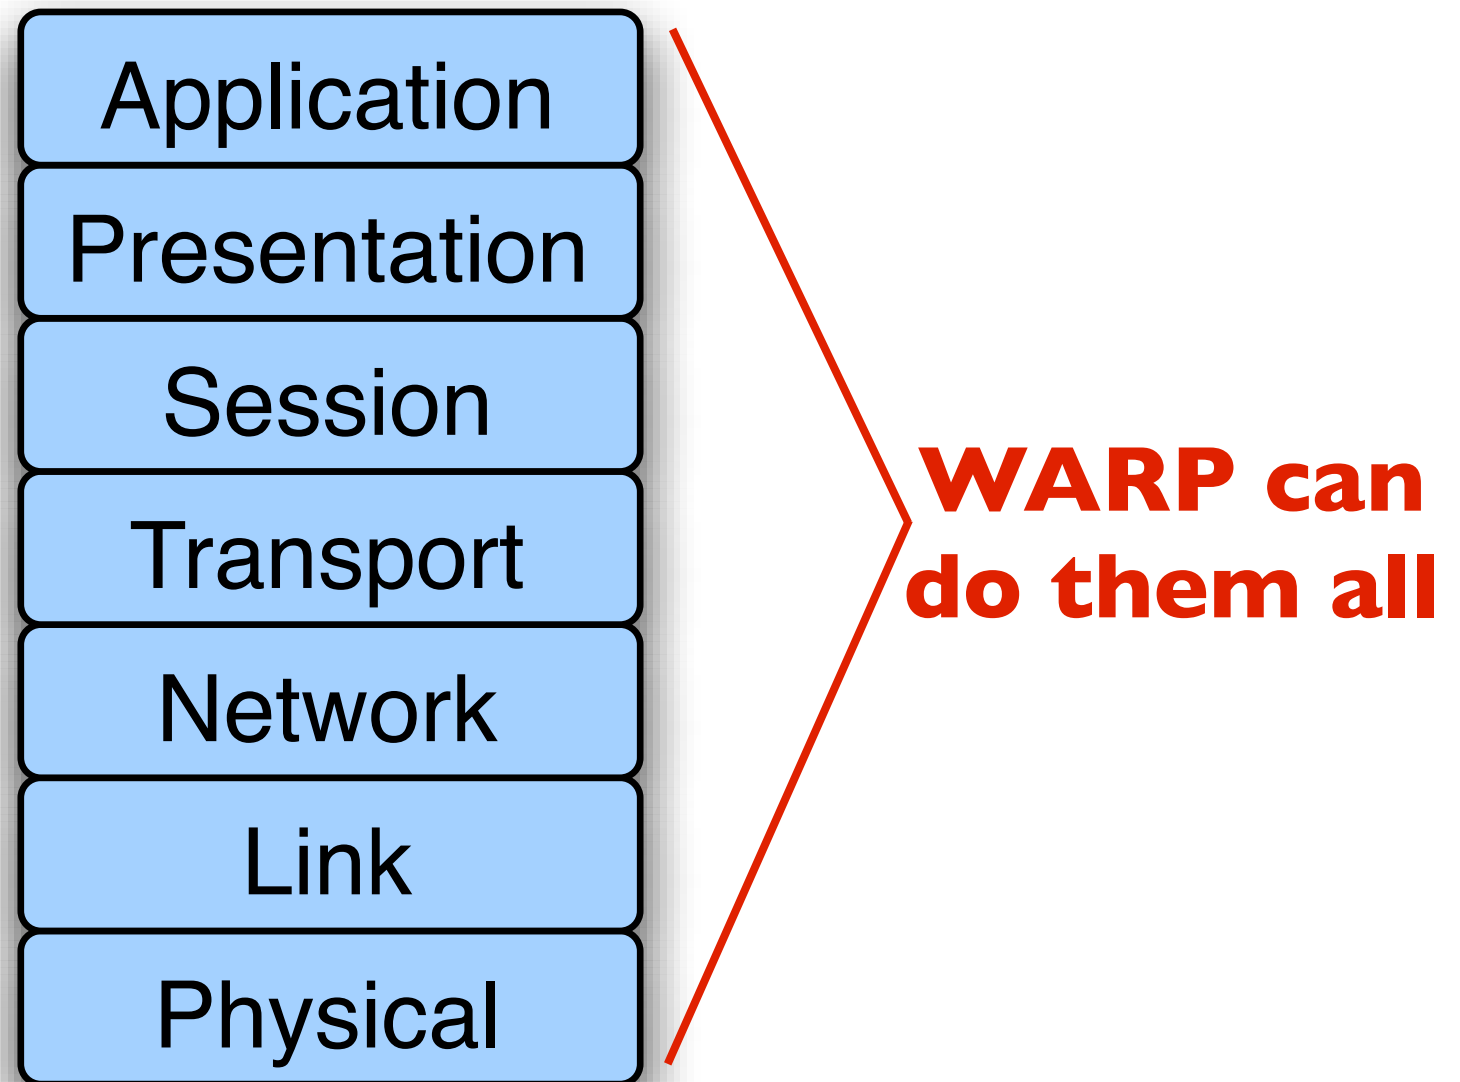 Application
Presentation
Session
Transport
Network
Link
Physical
WARP can
do them all